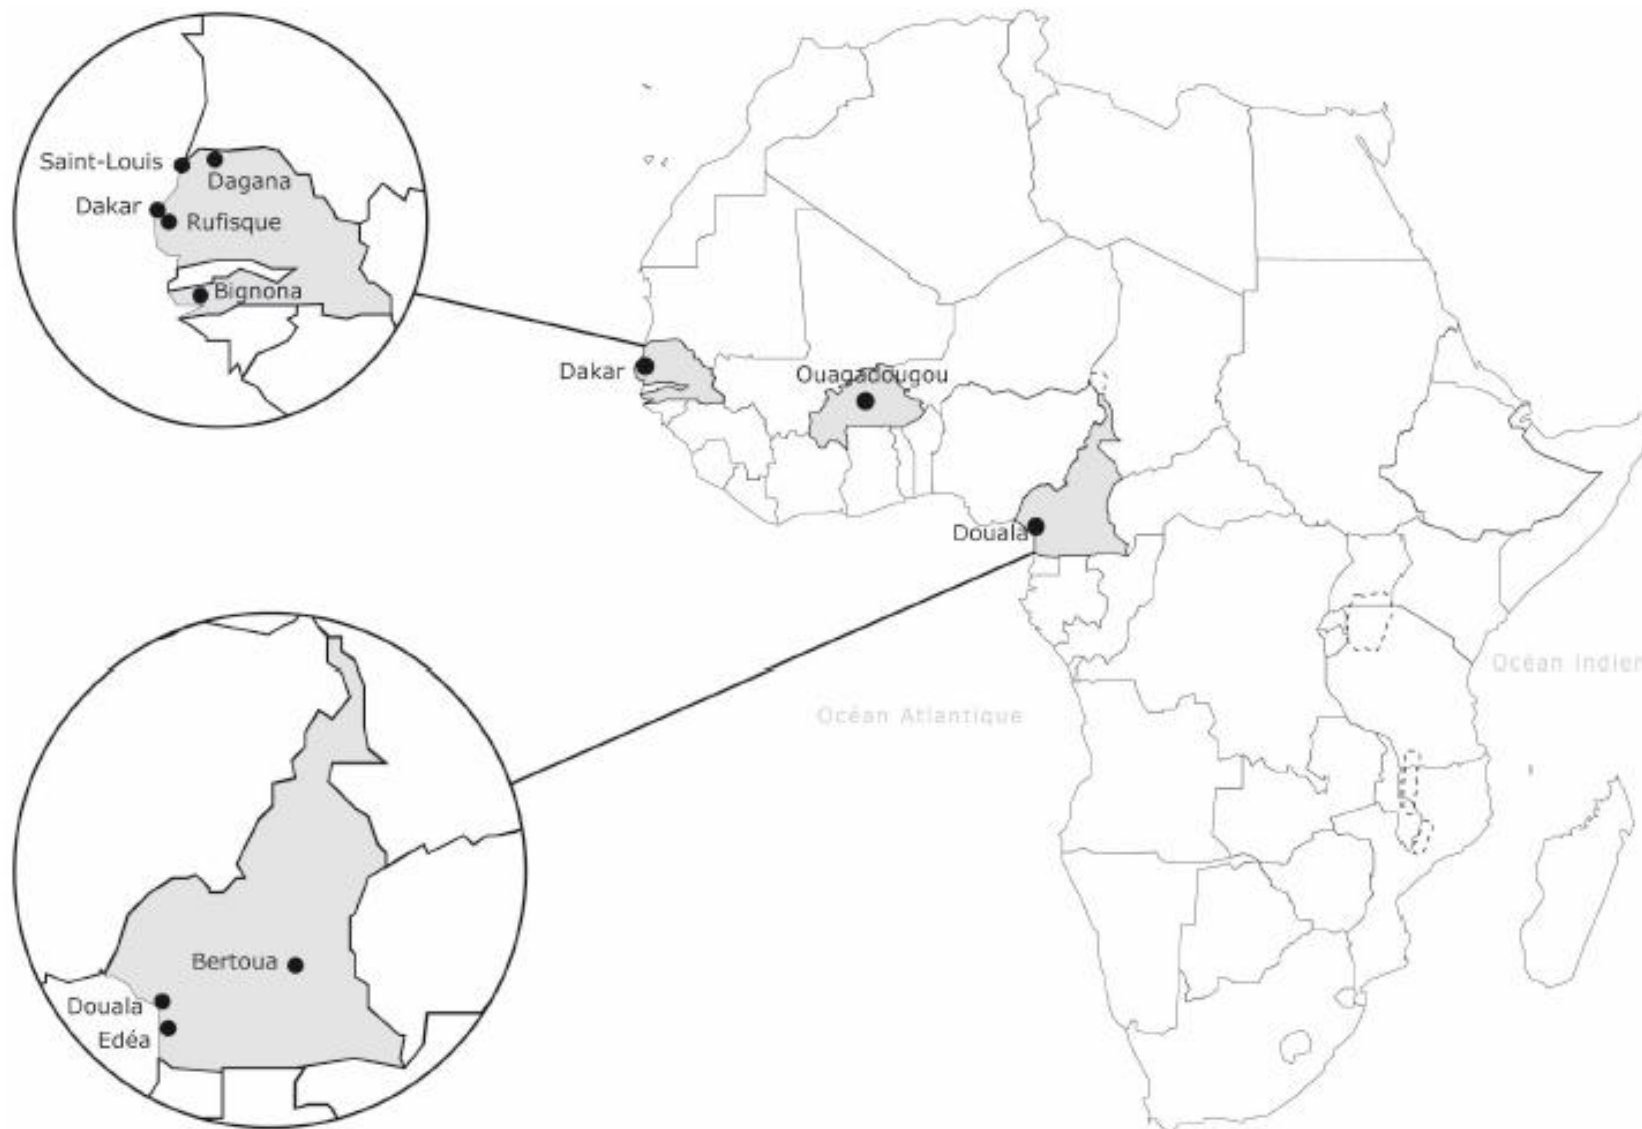 Saint-Louis
Dagana
Dakar
Rufisque
Bignona
Dakar
Ouagadougou
Douala
Océan Indien
Océan Atlantique
Bertoua
Douala
Edéa